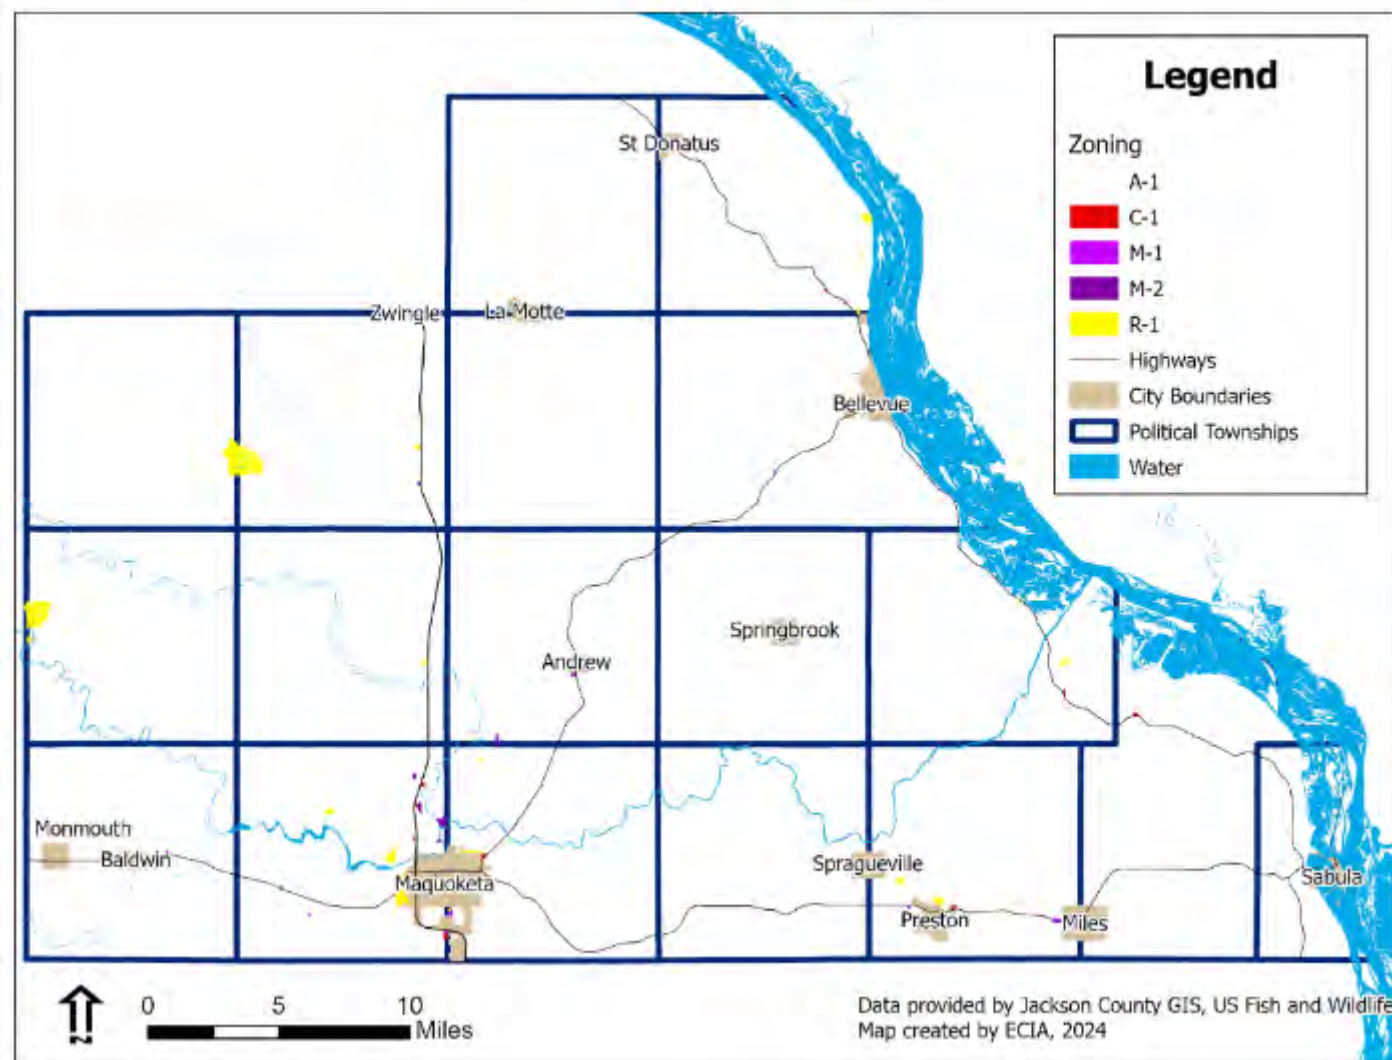 Legend
Zoning
A-1
C-1
M-1
M-2
R-1
Highways
City Boundaries
Political Townships
Water
St Donatus
Zwingle
La Motte
Bellevue
Springbrook
Andrew
Monmouth
Baldwin
Maquoketa
Spragueville
Preston
Miles
Sabula
0 5 10
Miles
Data provided by Jackson County GIS, US Fish and Wildlife
Map created by ECIA, 2024